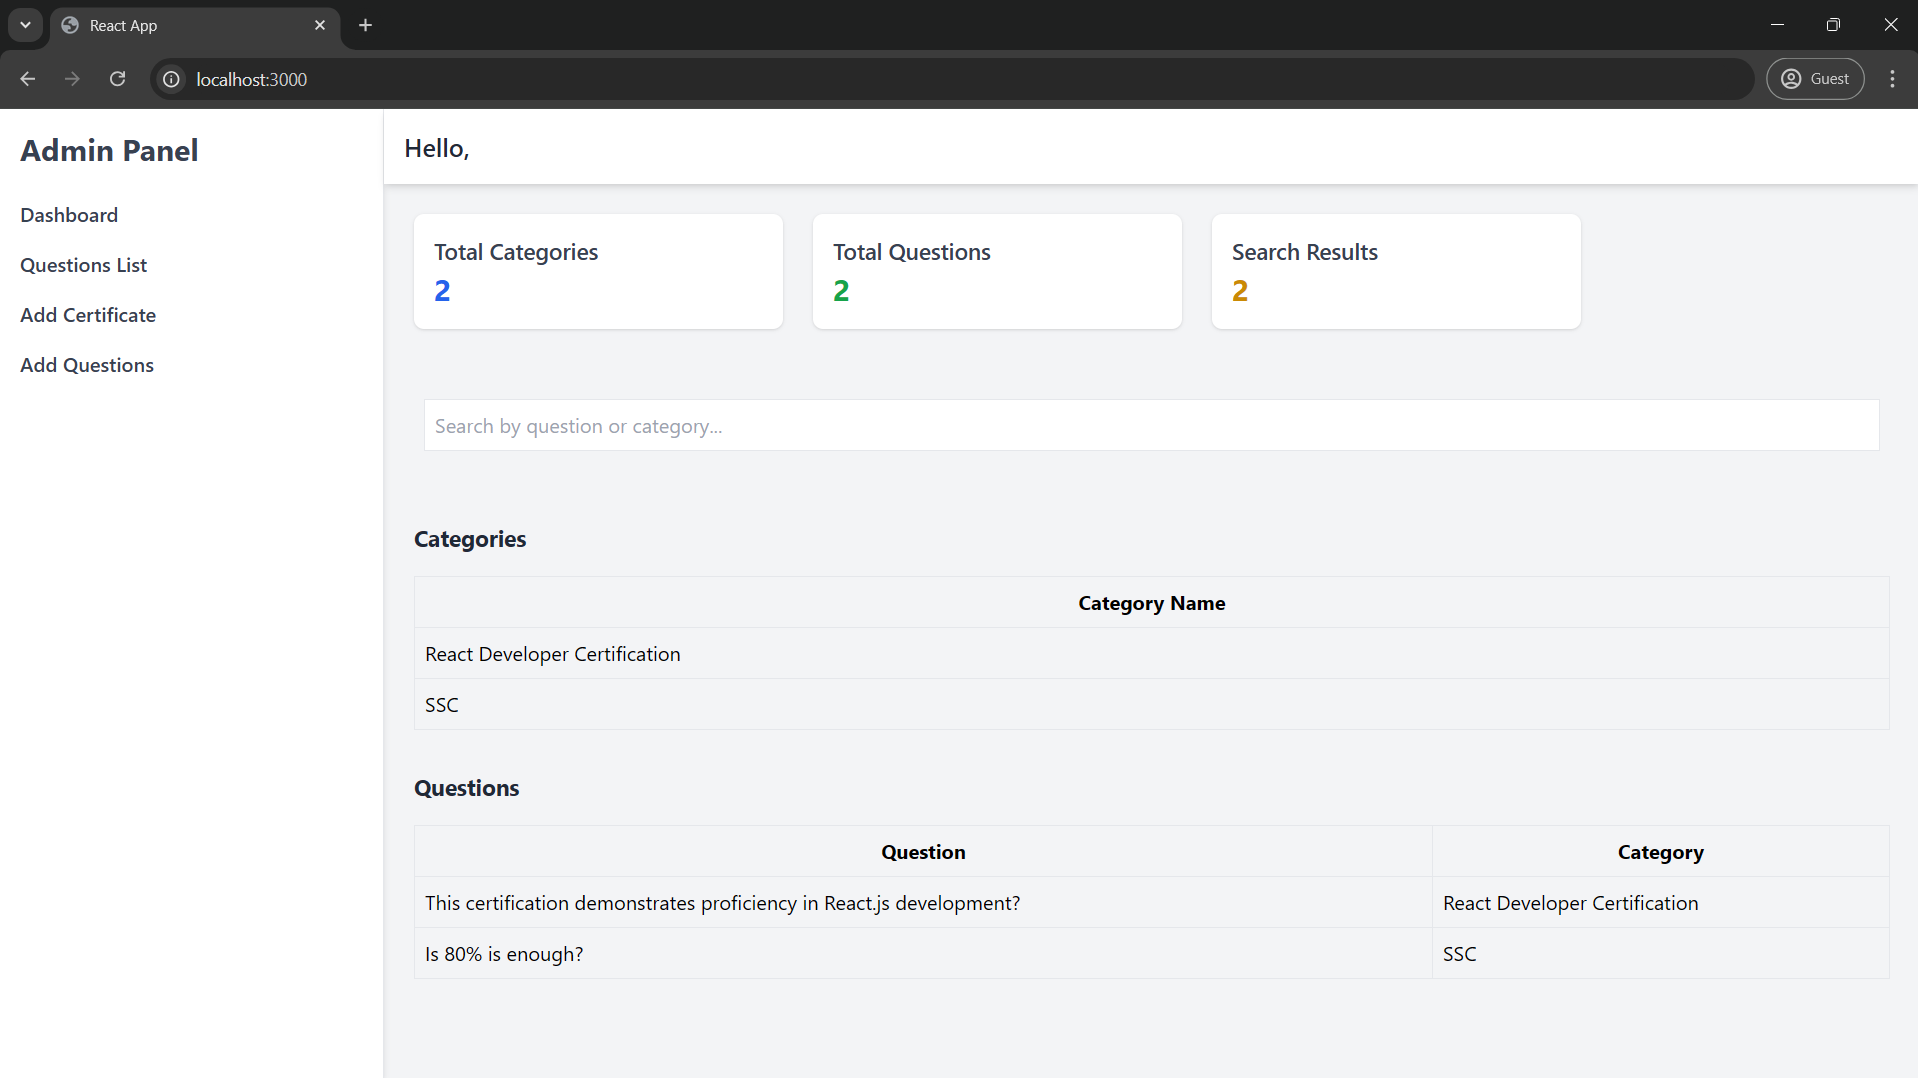 React App
localhost:3000
Guest
Admin Panel
Dashboard
Questions List
Add Certificate
Add Questions
Hello,
Total Categories
2
Total Questions
2
Search Results
2
Search by question or category...
Categories
Category Name
React Developer Certification
SSC
Questions
Question Category
This certification demonstrates proficiency in React.js development? React Developer Certification
Is 80% is enough? SSC